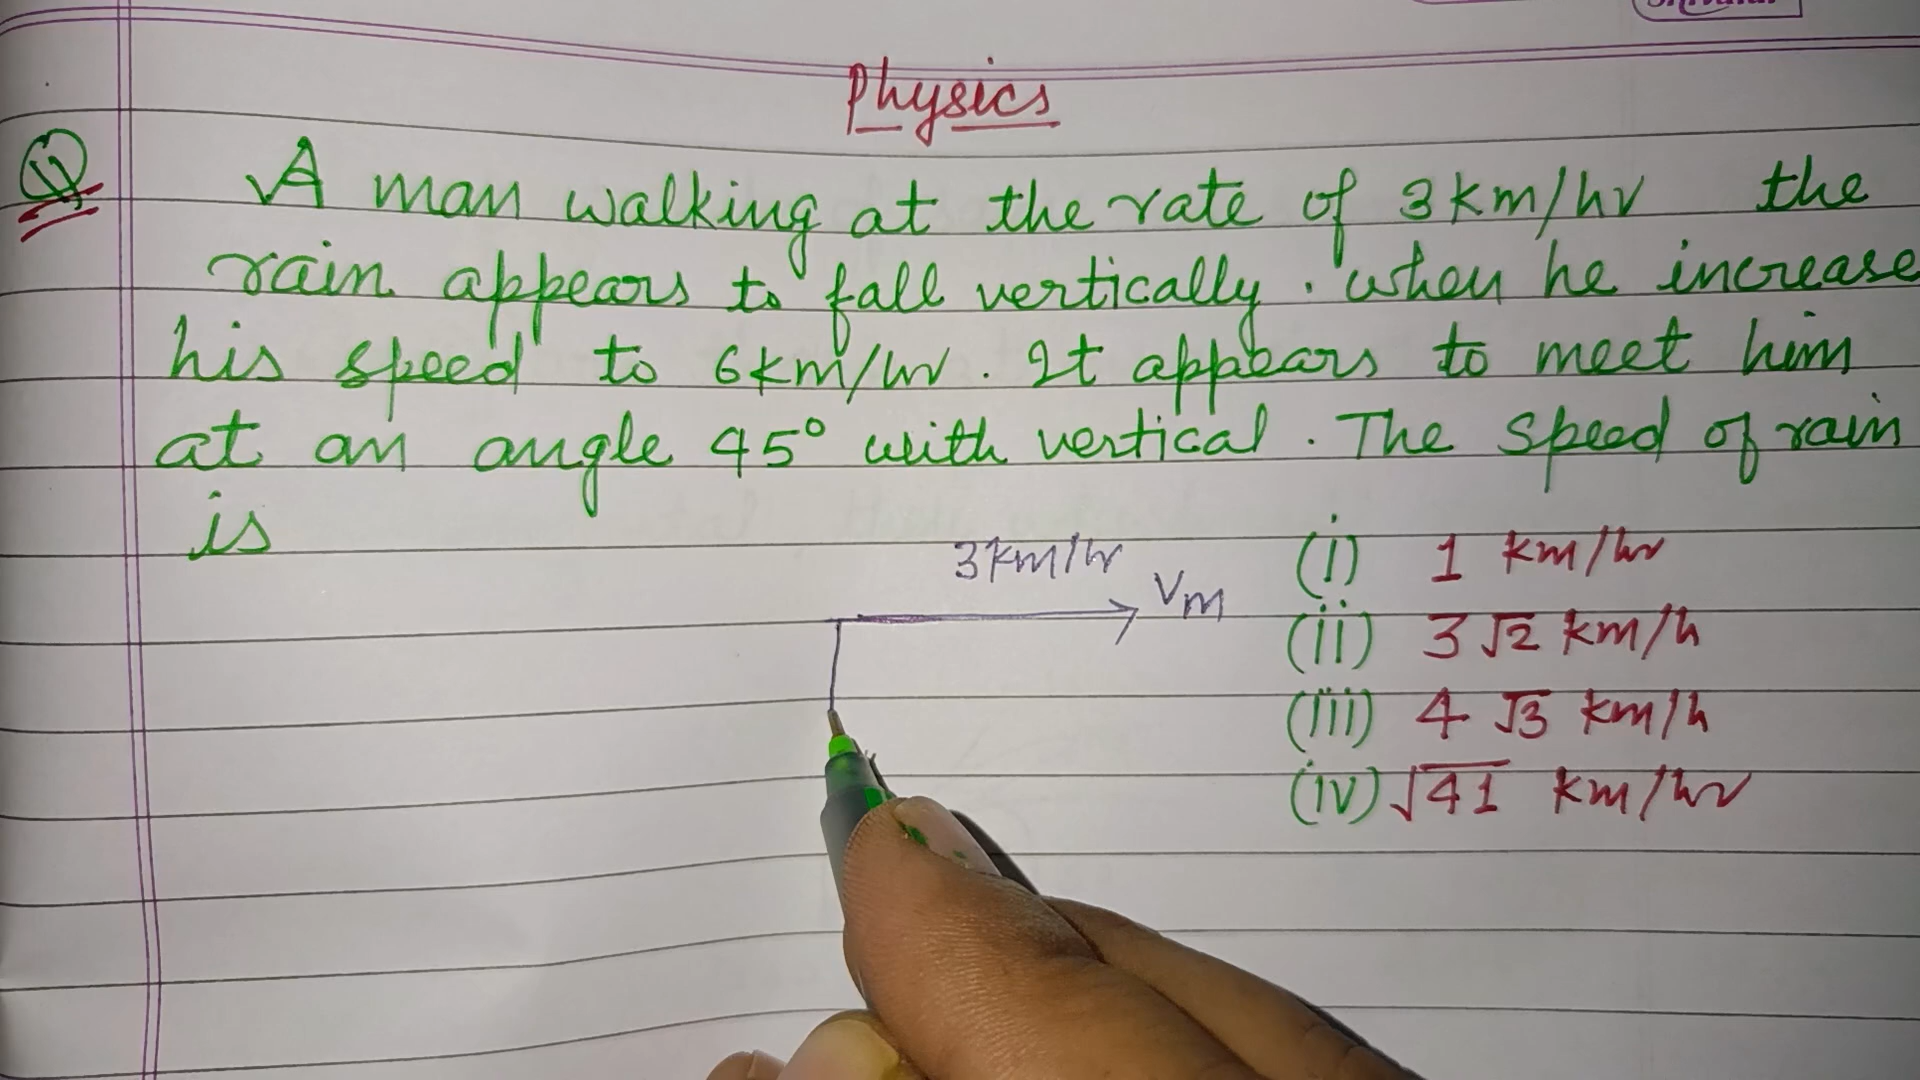 Physics
Q A man walking at the rate of 3km/hr the
rain appears to fall vertically. when he increase
his speed to 6km/hr. It appears to meet him
at an angle 45° with vertical. The speed of rain
is
3km/hr
Vm
(i) 1 km/hr
(ii) 3√2 km/h
(iii) 4√3 km/h
(iv) √41 km/hr